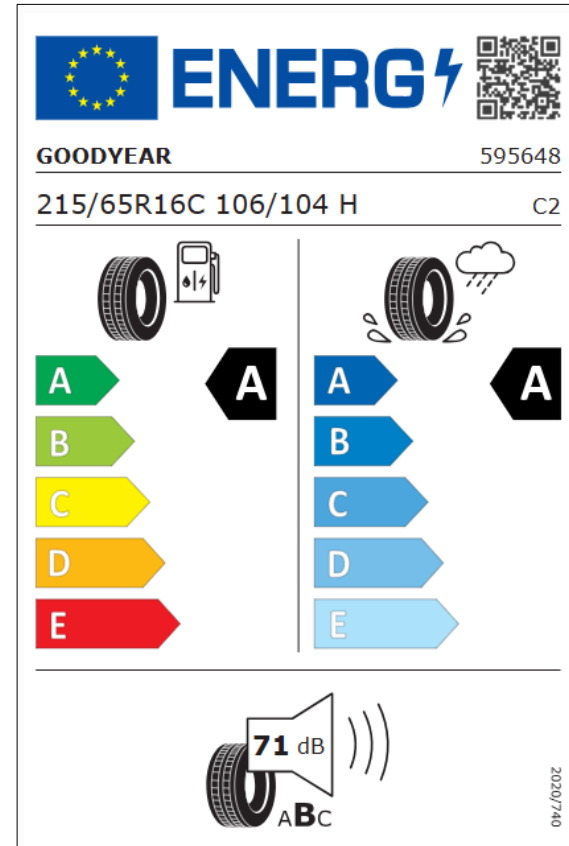 ENERG
GOODYEAR 595648
215/65R16C 106/104 H C2
A A A A
B B
C C
D D
E E
71 dB
ABC
2020/740